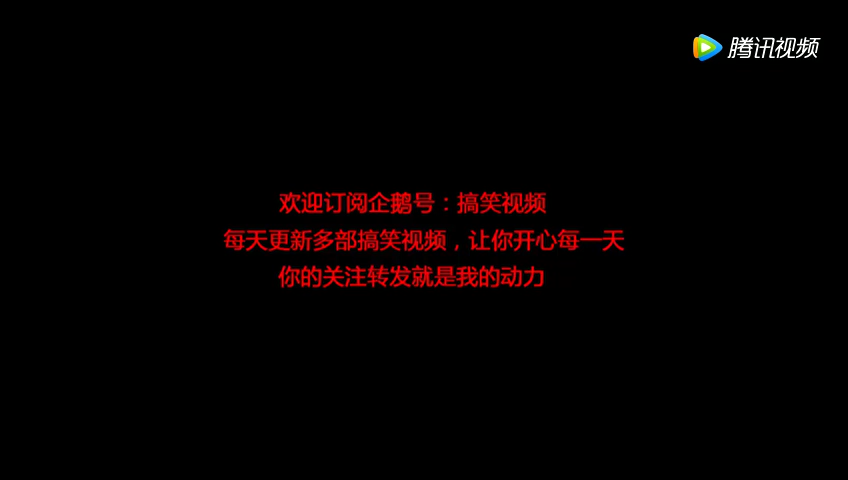 腾讯视频
欢迎订阅企鹅号：搞笑视频
每天更新多部搞笑视频，让你开心每一天
你的关注转发就是我的动力